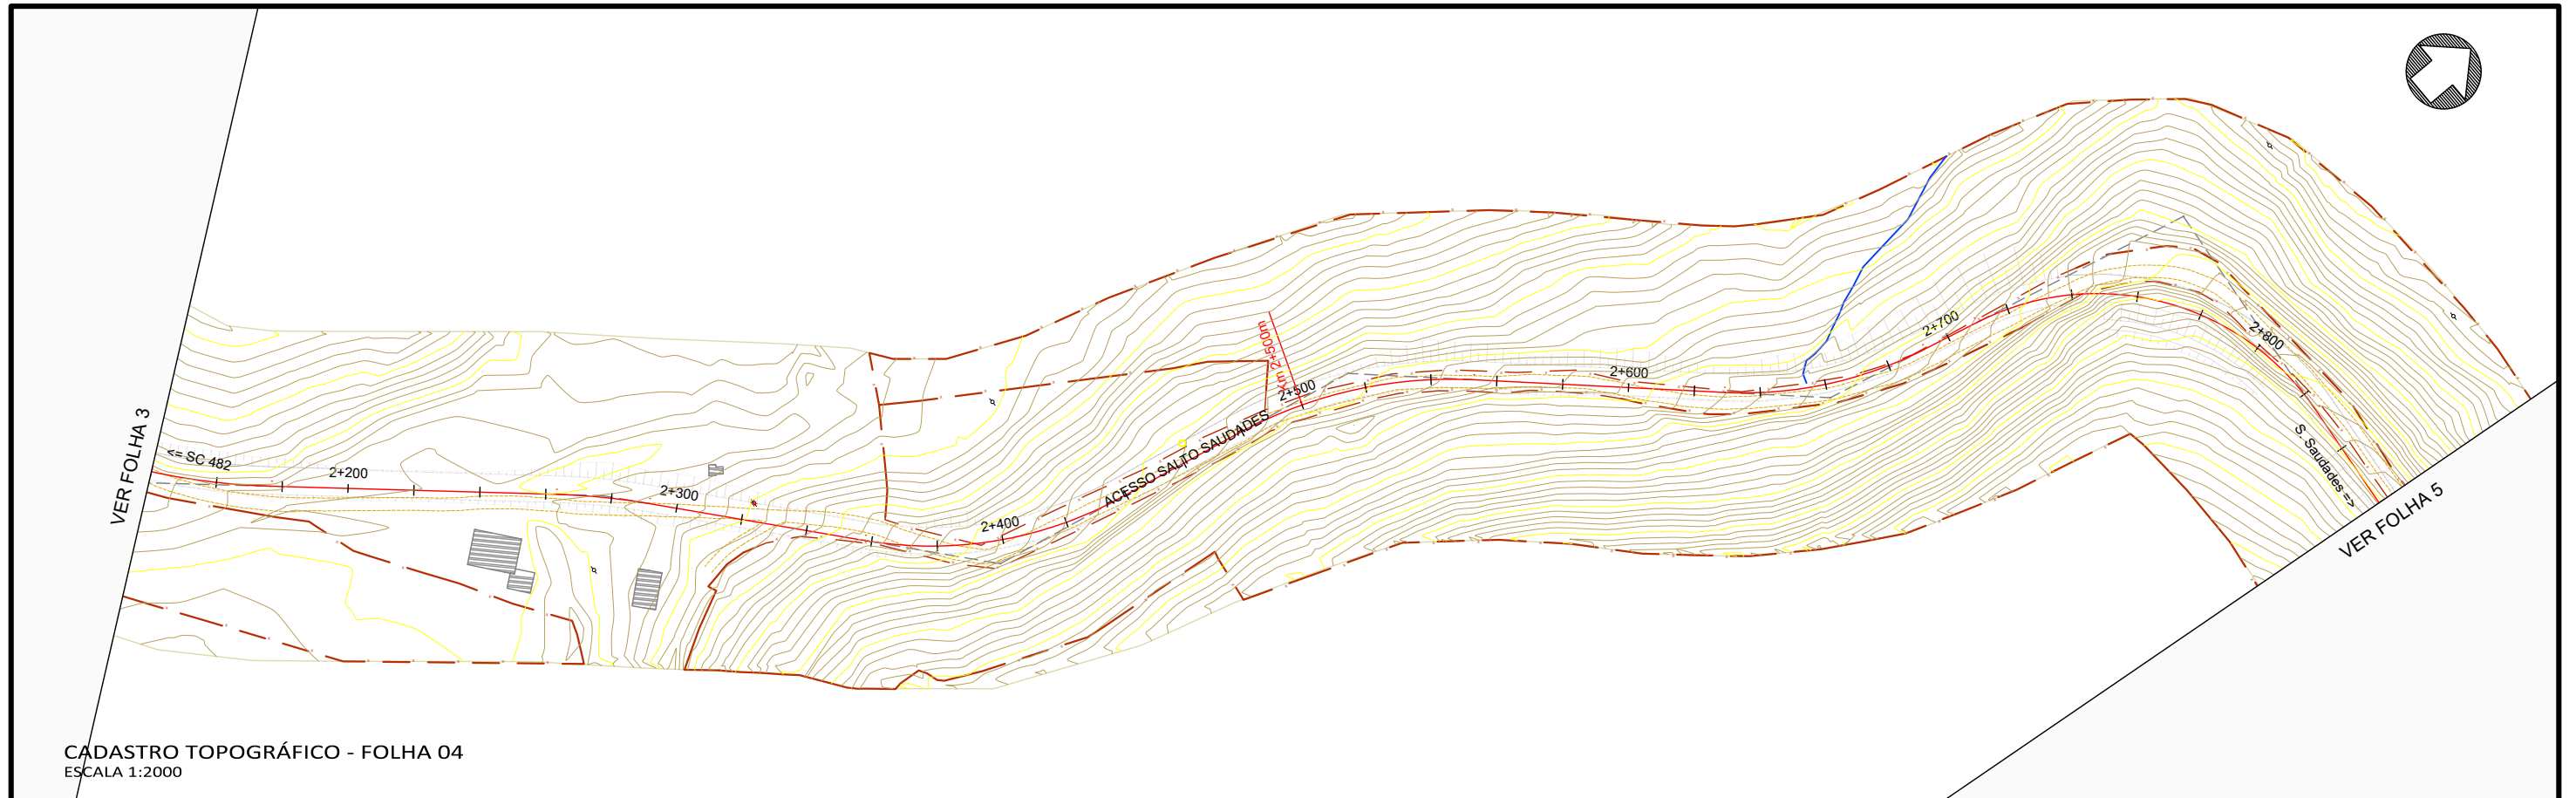 VER FOLHA 3
<= SC 482
2+200
2+300
2+400
ACESSO SALTO SAUDADES
Km 2+500m
2+500
2+600
2+700
2+800
S. Saudades =>
VER FOLHA 5
CADASTRO TOPOGRÁFICO - FOLHA 04
ESCALA 1:2000